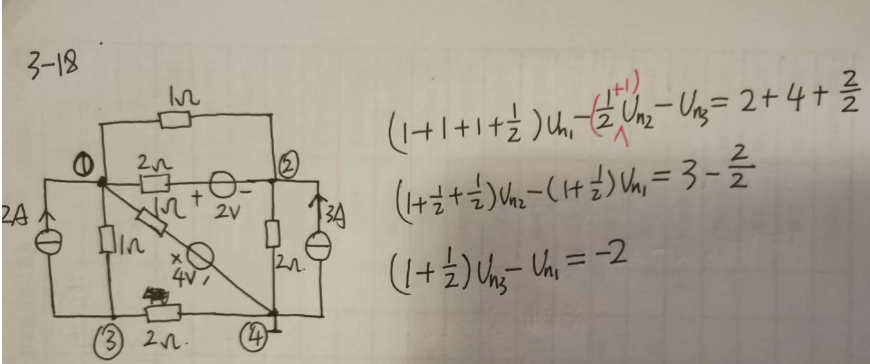 3-18
1Ω
① 2Ω ②
2A + 2V - 3A
1Ω
1Ω × 4V, 2Ω.
③ 2Ω. ④
(1+1+1+½)Un₁-(½+1)Un₂-Un₃=2+4+2/2
(1+½+½)Un₂-(1+½)Un₁=3-2/2
(1+½)Un₃-Un₁=-2